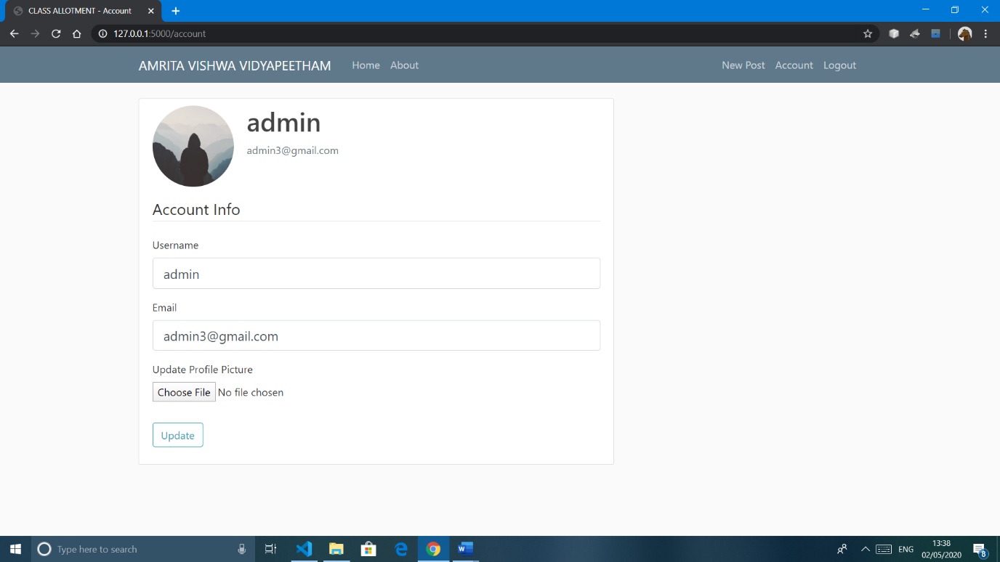 CLASS ALLOTMENT - Account
127.0.0.1:5000/account
AMRITA VISHWA VIDYAPEETHAM Home About New Post Account Logout
admin
admin3@gmail.com
Account Info
Username
admin
Email
admin3@gmail.com
Update Profile Picture
Choose File No file chosen
Update
Type here to search
W
ENG
13:38
02/05/2020
8